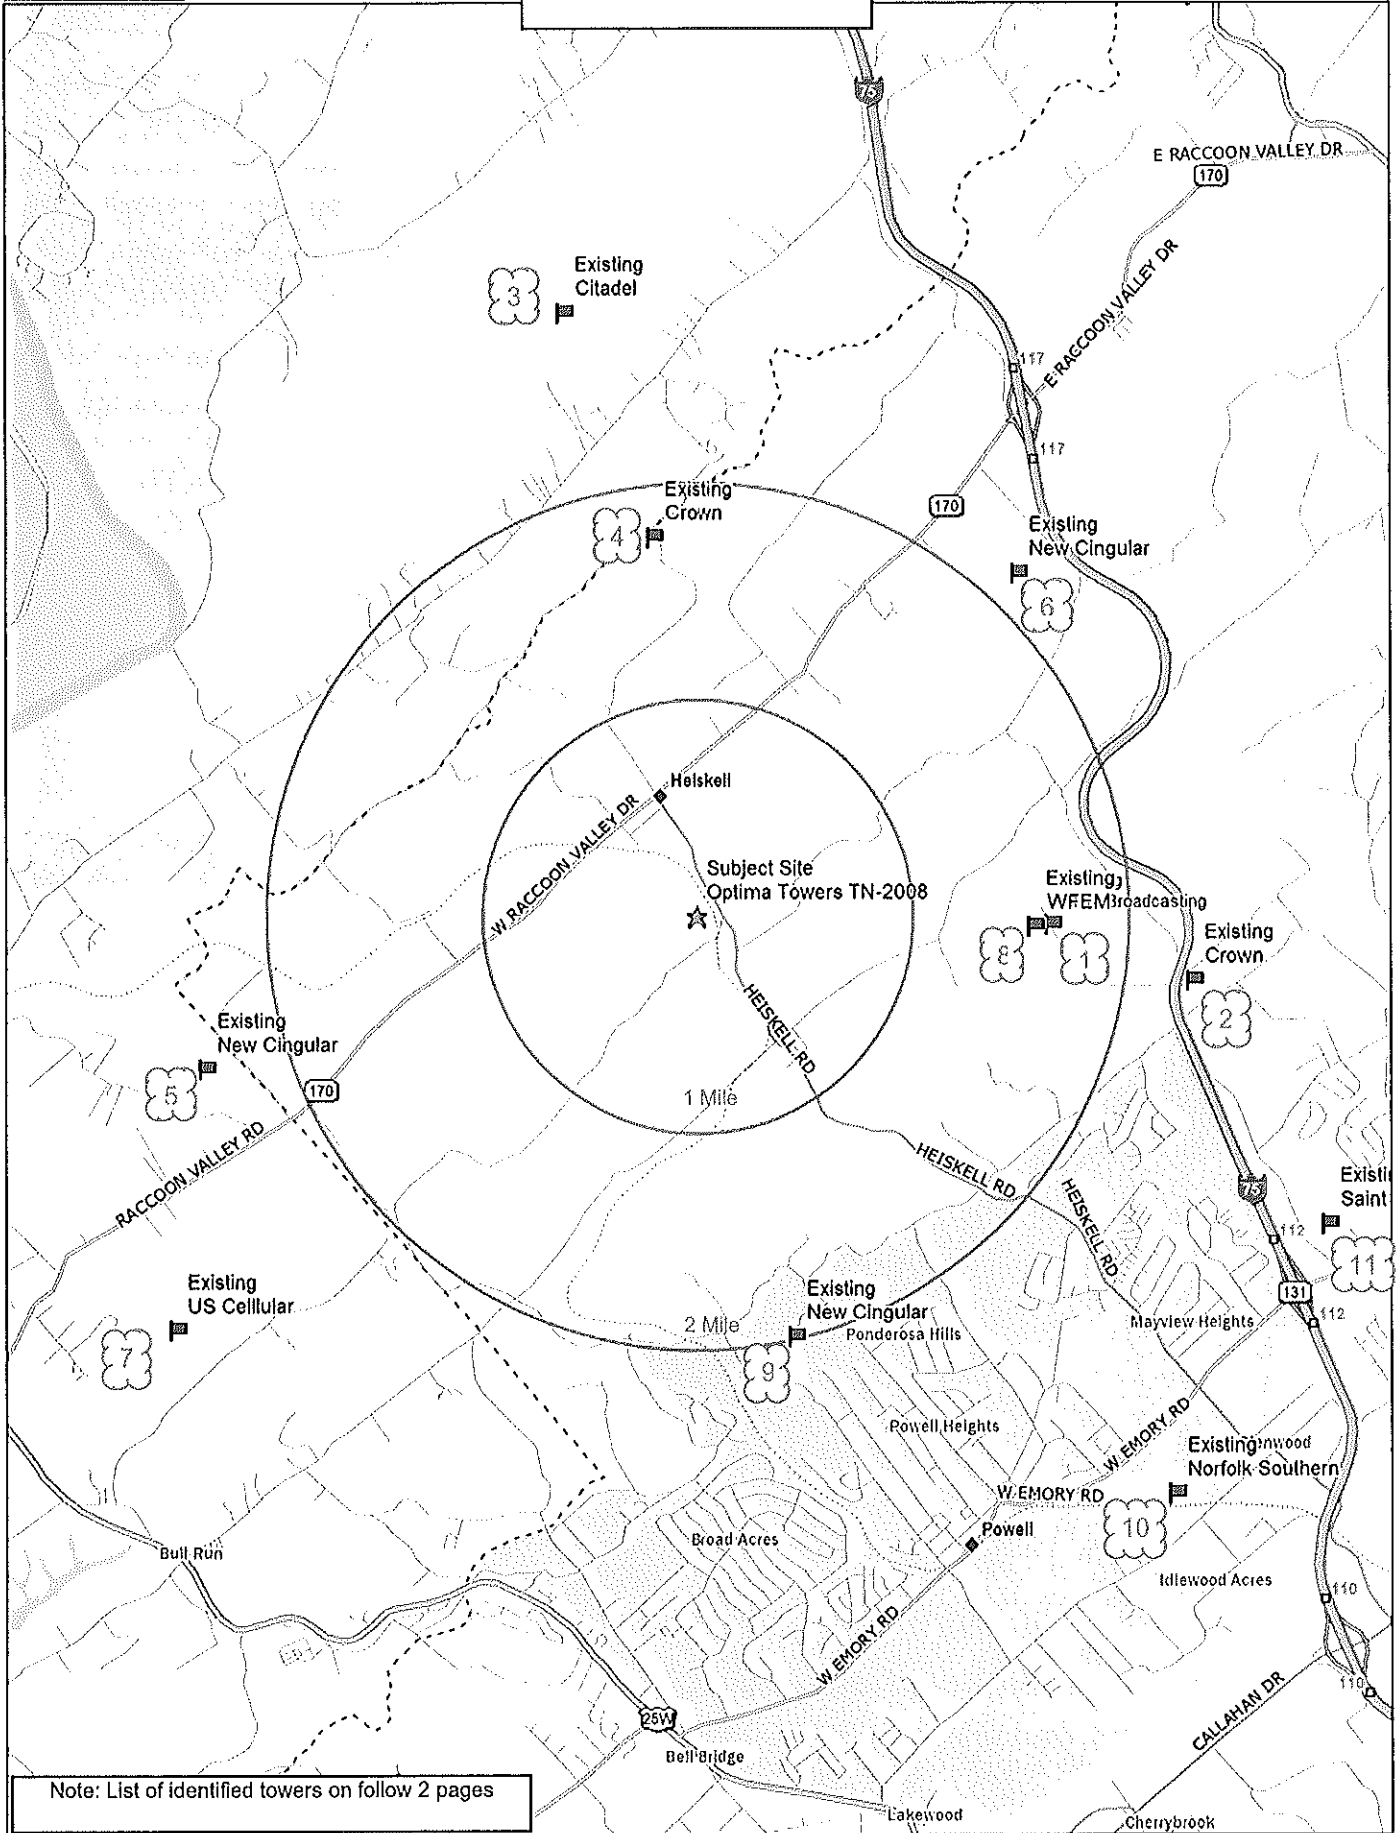 75
E RACCOON VALLEY DR
170
E RACCOON VALLEY DR
Existing
Citadel
3
117
117
Existing
Crown
4
170
Existing
New Cingular
6
Heiskell
W RACCOON VALLEY DR
Subject Site
Optima Towers TN-2008
Existing
WFEM Broadcasting
8
1
Existing
Crown
2
HEISKELL RD
Existing
New Cingular
5
170
1 Mile
RACCOON VALLEY RD
HEISKELL RD
HEISKELL RD
75
Saint
11
112
131
112
Existing
US Celllular
7
Existing
New Cingular
2 Mile
Ponderosa Hills
9
Mayview Heights
Powell Heights
W EMORY RD
Existing
Norfolk Southern
W EMORY RD
10
Powell
Broad Acres
Bull Run
Idlewood Acres
110
W EMORY RD
110
CALLAHAN DR
25W
Bell Bridge
Note: List of identified towers on follow 2 pages
Lakewood
Cherrybrook